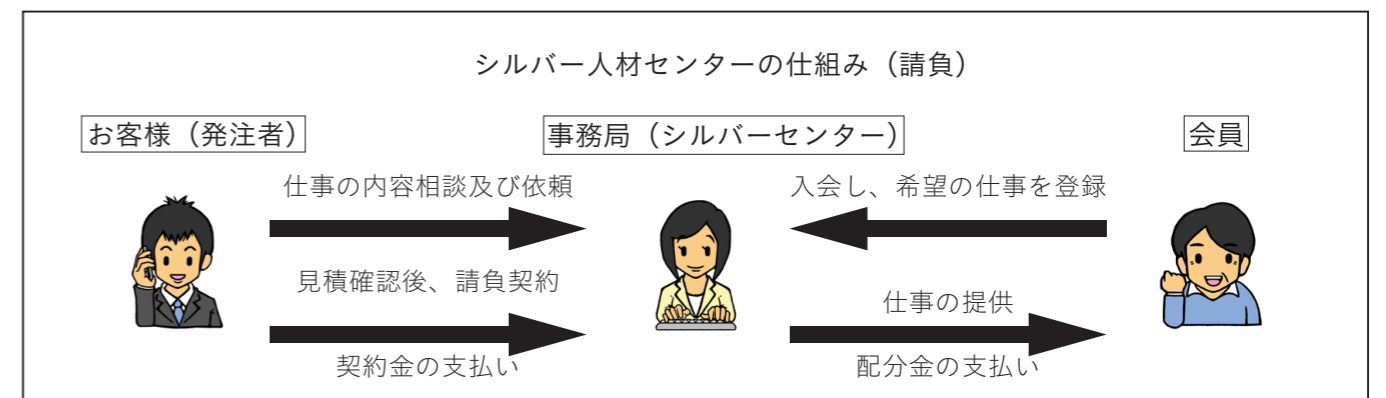 シルバー人材センターの仕組み（請負）
お客様（発注者）
事務局（シルバーセンター）
会員
仕事の内容相談及び依頼
入会し、希望の仕事を登録
見積確認後、請負契約
仕事の提供
契約金の支払い
配分金の支払い